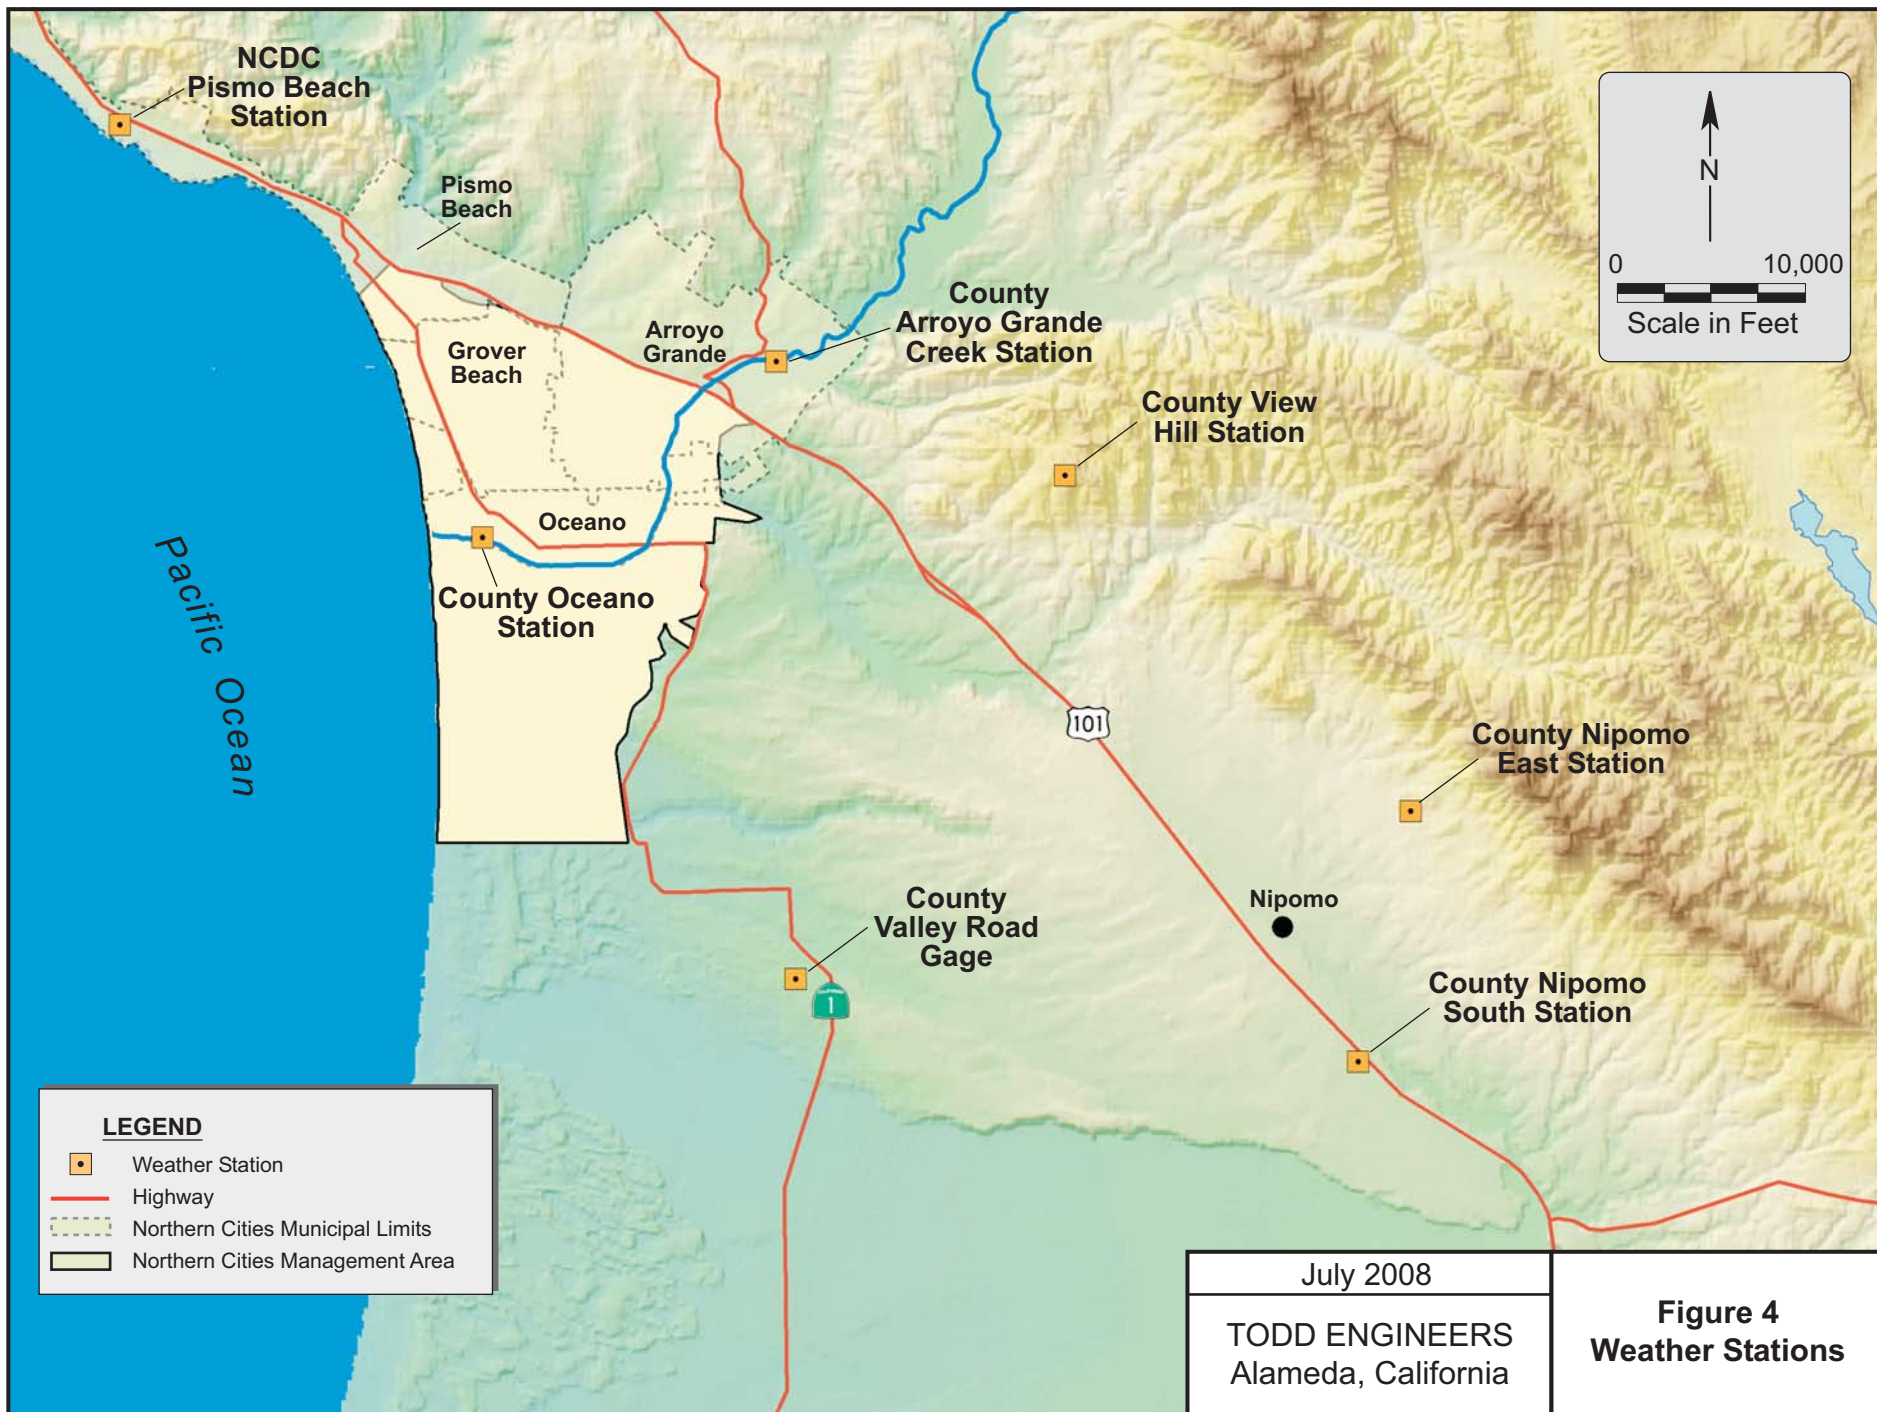 NCDC
Pismo Beach
Station
Pismo
Beach
N
0 10,000
Scale in Feet
County
Arroyo Grande
Creek Station
Arroyo
Grande
Grover
Beach
County View
Hill Station
Oceano
County Oceano
Station
Pacific Ocean
101
County Nipomo
East Station
Nipomo
County
Valley Road
Gage
1
County Nipomo
South Station
LEGEND
Weather Station
Highway
Northern Cities Municipal Limits
Northern Cities Management Area
July 2008
TODD ENGINEERS
Alameda, California
Figure 4
Weather Stations